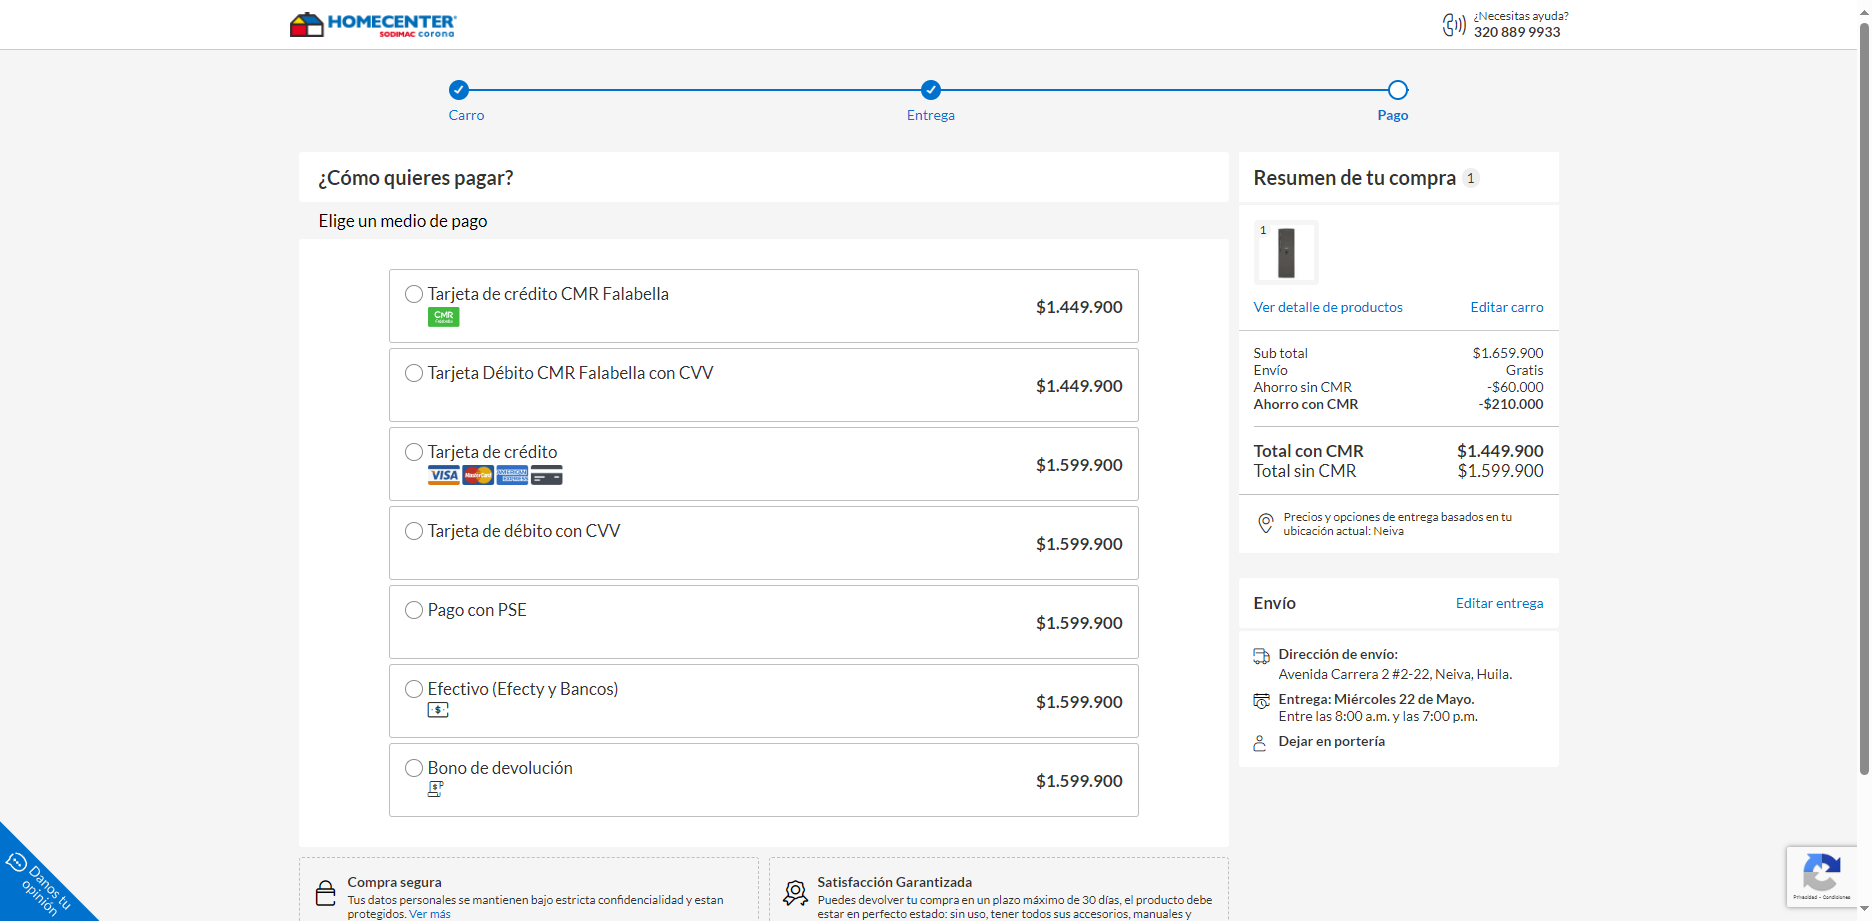 HOMECENTER
SODIMAC corona
¿Necesitas ayuda?
320 889 9933
Carro
Entrega
Pago
¿Cómo quieres pagar?
Elige un medio de pago
Tarjeta de crédito CMR Falabella
CMR
$1.449.900
Tarjeta Débito CMR Falabella con CVV
$1.449.900
Tarjeta de crédito
VISA MasterCard AMERICAN EXPRESS
$1.599.900
Tarjeta de débito con CVV
$1.599.900
Pago con PSE
$1.599.900
Efectivo (Efecty y Bancos)
$1.599.900
Bono de devolución
$1.599.900
Resumen de tu compra 1
1
Ver detalle de productos Editar carro
Sub total $1.659.900
Envío Gratis
Ahorro sin CMR -$60.000
Ahorro con CMR -$210.000
Total con CMR $1.449.900
Total sin CMR $1.599.900
Precios y opciones de entrega basados en tu
ubicación actual: Neiva
Envío Editar entrega
Dirección de envío:
Avenida Carrera 2 #2-22, Neiva, Huila.
Entrega: Miércoles 22 de Mayo.
Entre las 8:00 a.m. y las 7:00 p.m.
Dejar en portería
Compra segura
Tus datos personales se mantienen bajo estricta confidencialidad y estan
protegidos. Ver más
Satisfacción Garantizada
Puedes devolver tu compra en un plazo máximo de 30 días, el producto debe
estar en perfecto estado: sin uso, tener todos sus accesorios, manuales y
Danos tu
opinión
Privacidad - Condiciones